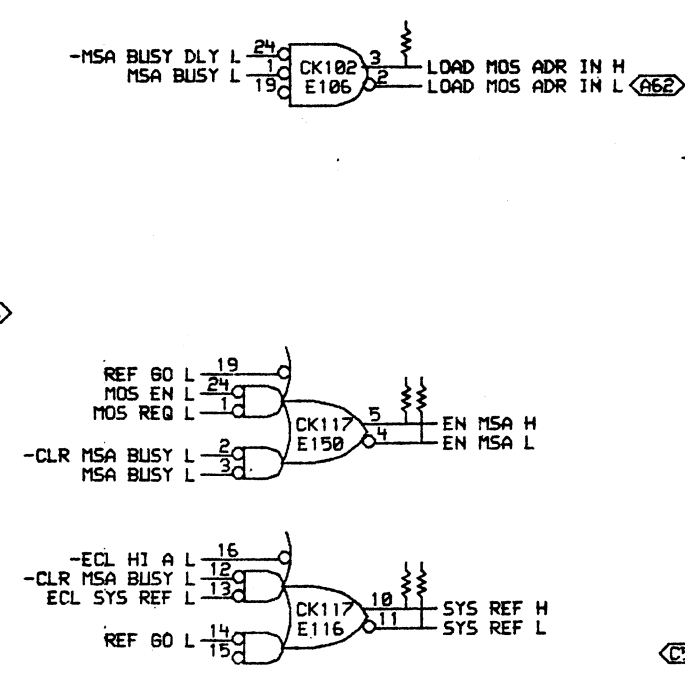 -MSA BUSY DLY L 24
MSA BUSY L 1
19
CK102
E106
3 LOAD MOS ADR IN H
2 LOAD MOS ADR IN L A62
REF GO L 19
MOS EN L 24
MOS REQ L 1
-CLR MSA BUSY L 2
MSA BUSY L 3
CK117
E150
5 EN MSA H
4 EN MSA L
-ECL HI A L 16
-CLR MSA BUSY L 12
ECL SYS REF L 13
REF GO L 14
15
CK117
E116
10 SYS REF H
11 SYS REF L